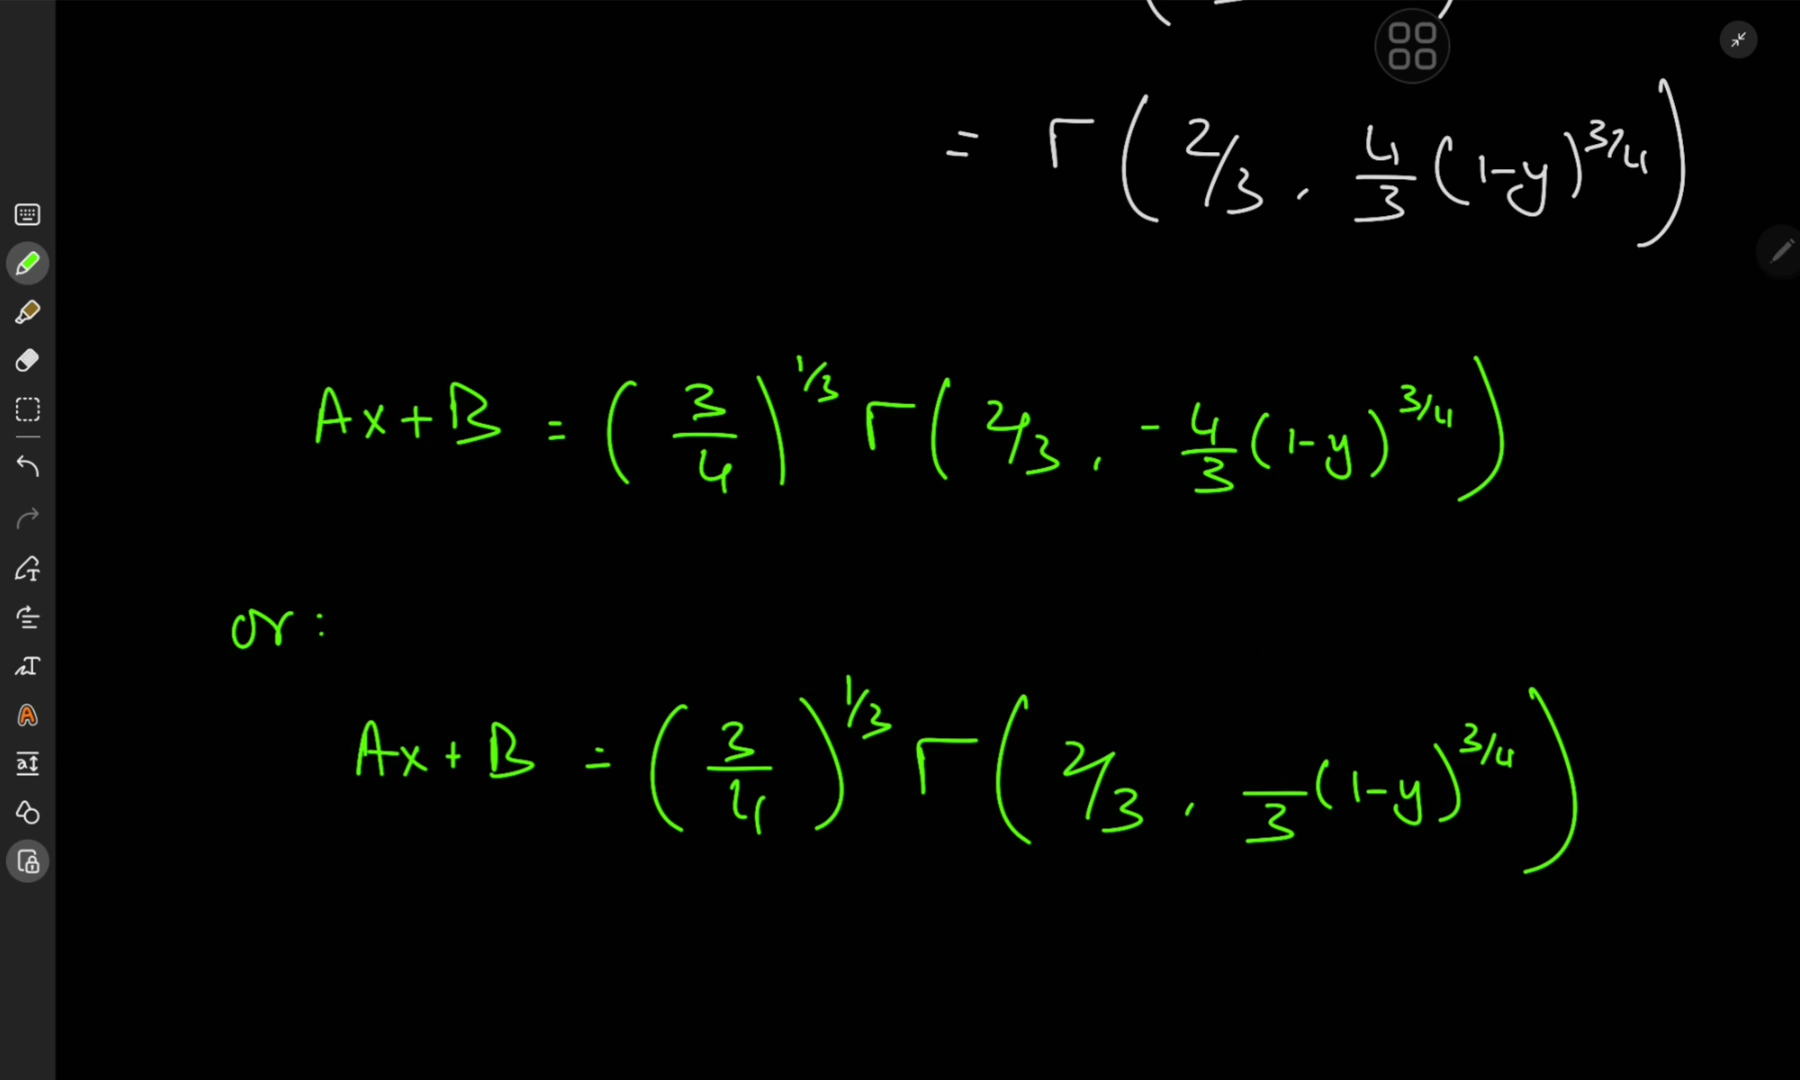 = Γ(2/3, 4/3 (1-y)^3/4)
Ax + B = (3/4)^1/3 Γ(2/3, -4/3 (1-y)^3/4)
or:
Ax + B = (3/4)^1/3 Γ(2/3, /3 (1-y)^3/4)